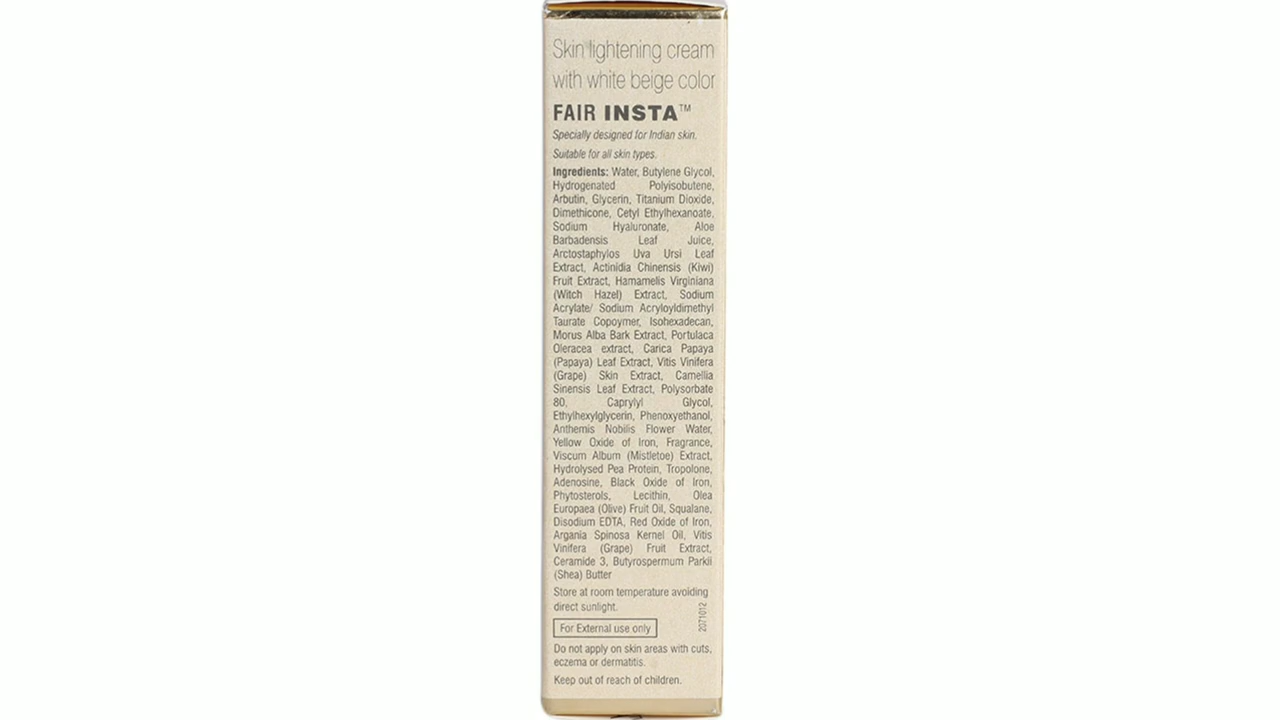 Skin lightening cream
with white beige color
FAIR INSTA™
Specially designed for Indian skin.
Suitable for all skin types.
Ingredients: Water, Butylene Glycol,
Hydrogenated Polyisobutene,
Arbutin, Glycerin, Titanium Dioxide,
Dimethicone, Cetyl Ethylhexanoate,
Sodium Hyaluronate, Aloe
Barbadensis Leaf Juice,
Arctostaphylos Uva Ursi Leaf
Extract, Actinidia Chinensis (Kiwi)
Fruit Extract, Hamamelis Virginiana
(Witch Hazel) Extract, Sodium
Acrylate/ Sodium Acryloyldimethyl
Taurate Copoymer, Isohexadecan,
Morus Alba Bark Extract, Portulaca
Oleracea extract, Carica Papaya
(Papaya) Leaf Extract, Vitis Vinifera
(Grape) Skin Extract, Camellia
Sinensis Leaf Extract, Polysorbate
80, Caprylyl Glycol,
Ethylhexylglycerin, Phenoxyethanol,
Anthemis Nobilis Flower Water,
Yellow Oxide of Iron, Fragrance,
Viscum Album (Mistletoe) Extract,
Hydrolysed Pea Protein, Tropolone,
Adenosine, Black Oxide of Iron,
Phytosterols, Lecithin, Olea
Europaea (Olive) Fruit Oil, Squalane,
Disodium EDTA, Red Oxide of Iron,
Argania Spinosa Kernel Oil, Vitis
Vinifera (Grape) Fruit Extract,
Ceramide 3, Butyrospermum Parkii
(Shea) Butter
Store at room temperature avoiding
direct sunlight.
2071012
For External use only
Do not apply on skin areas with cuts,
eczema or dermatitis.
Keep out of reach of children.